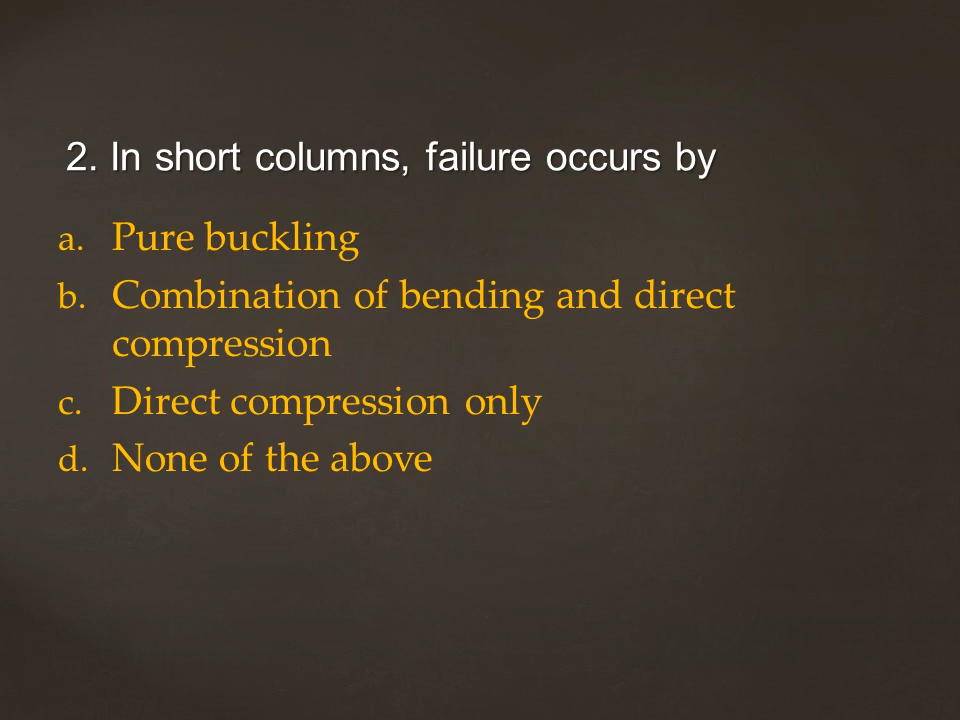 2. In short columns, failure occurs by
a. Pure buckling
b. Combination of bending and direct
compression
c. Direct compression only
d. None of the above